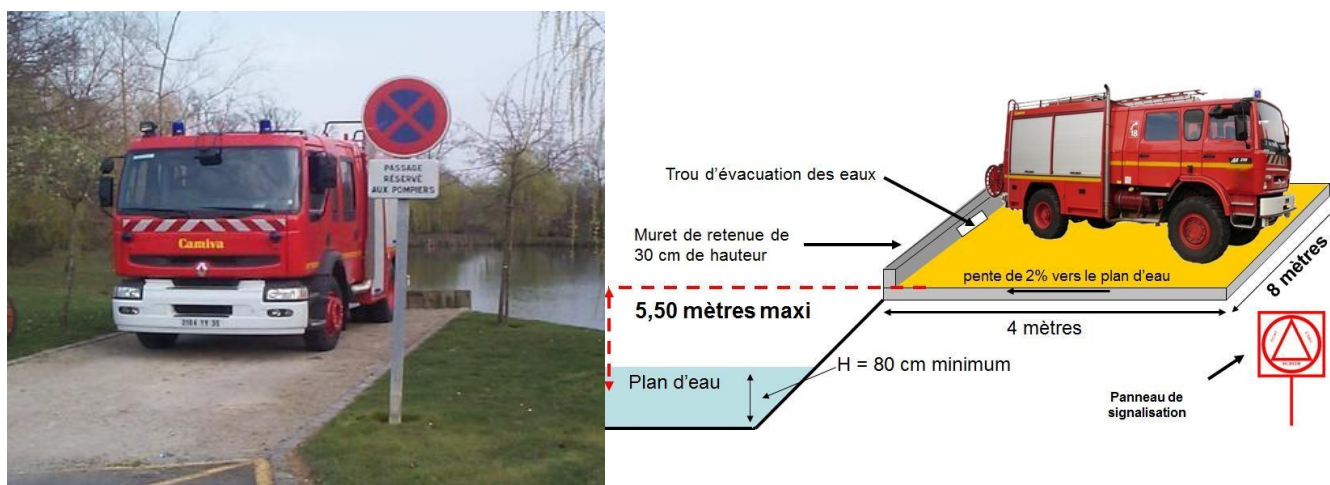 PASSAGE
RÉSERVÉ
AUX POMPIERS
Camiva
Trou d'évacuation des eaux
Muret de retenue de
30 cm de hauteur
18
pente de 2% vers le plan d'eau
8 mètres
5,50 mètres maxi
4 mètres
H = 80 cm minimum
Plan d'eau
Panneau de
signalisation